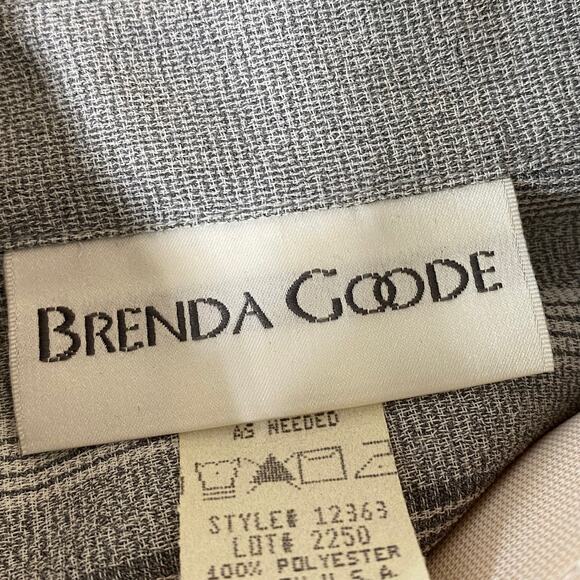 BRENDA GOODE
AS NEEDED
STYLE# 12363
LOT# 2250
100% POLYESTER
U.S.A